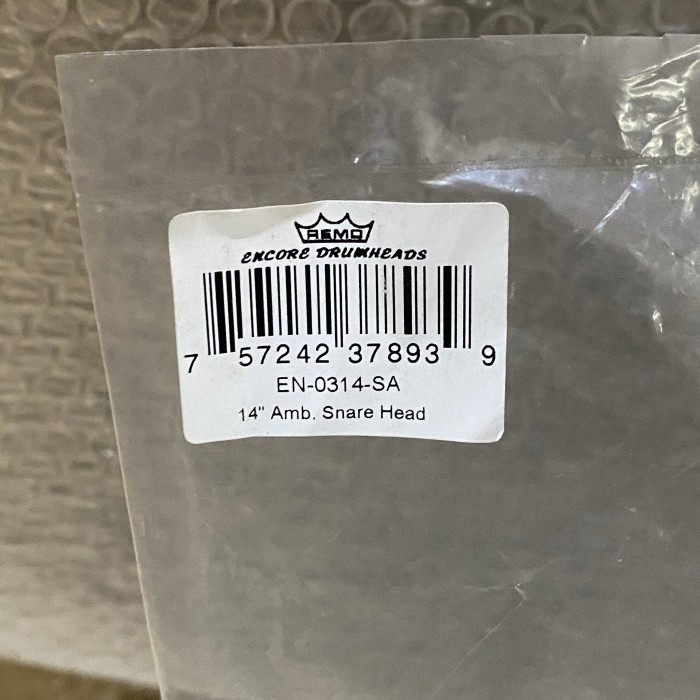 REMO
ENCORE DRUMHEADS
7 57242 37893 9
EN-0314-SA
14" Amb. Snare Head